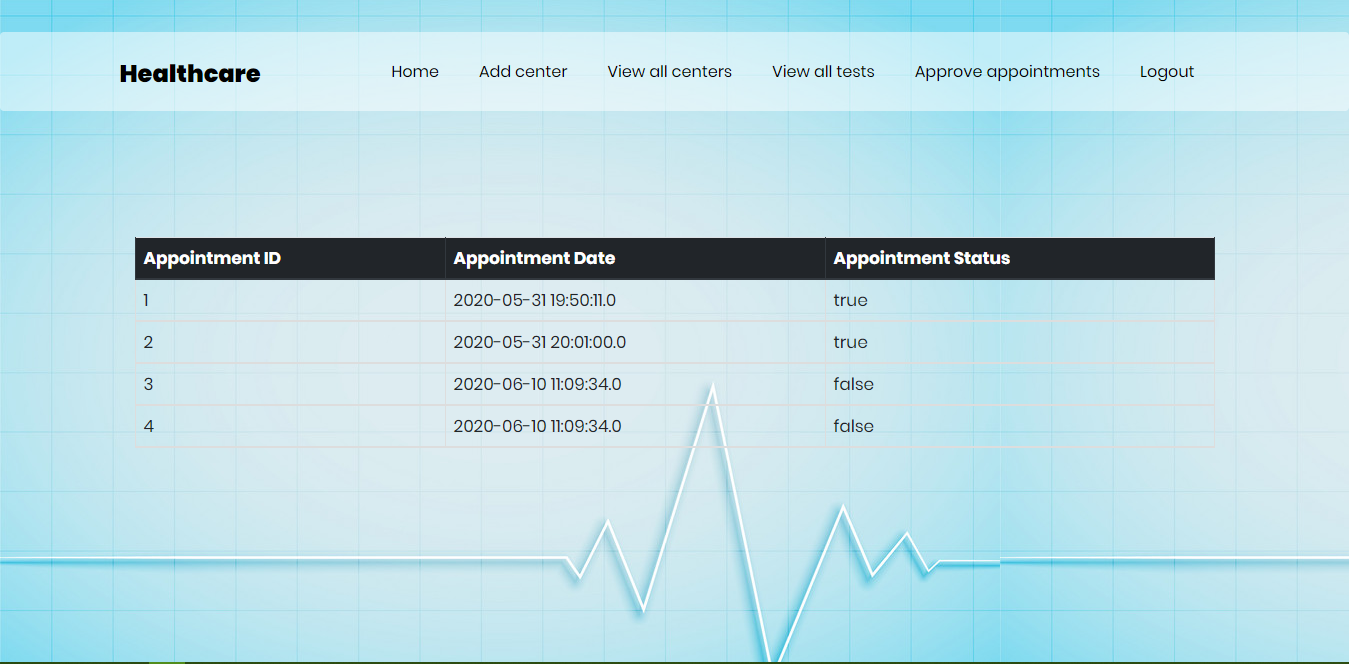 Healthcare Home Add center View all centers View all tests Approve appointments Logout
Appointment ID Appointment Date Appointment Status
1 2020-05-31 19:50:11.0 true
2 2020-05-31 20:01:00.0 true
3 2020-06-10 11:09:34.0 false
4 2020-06-10 11:09:34.0 false